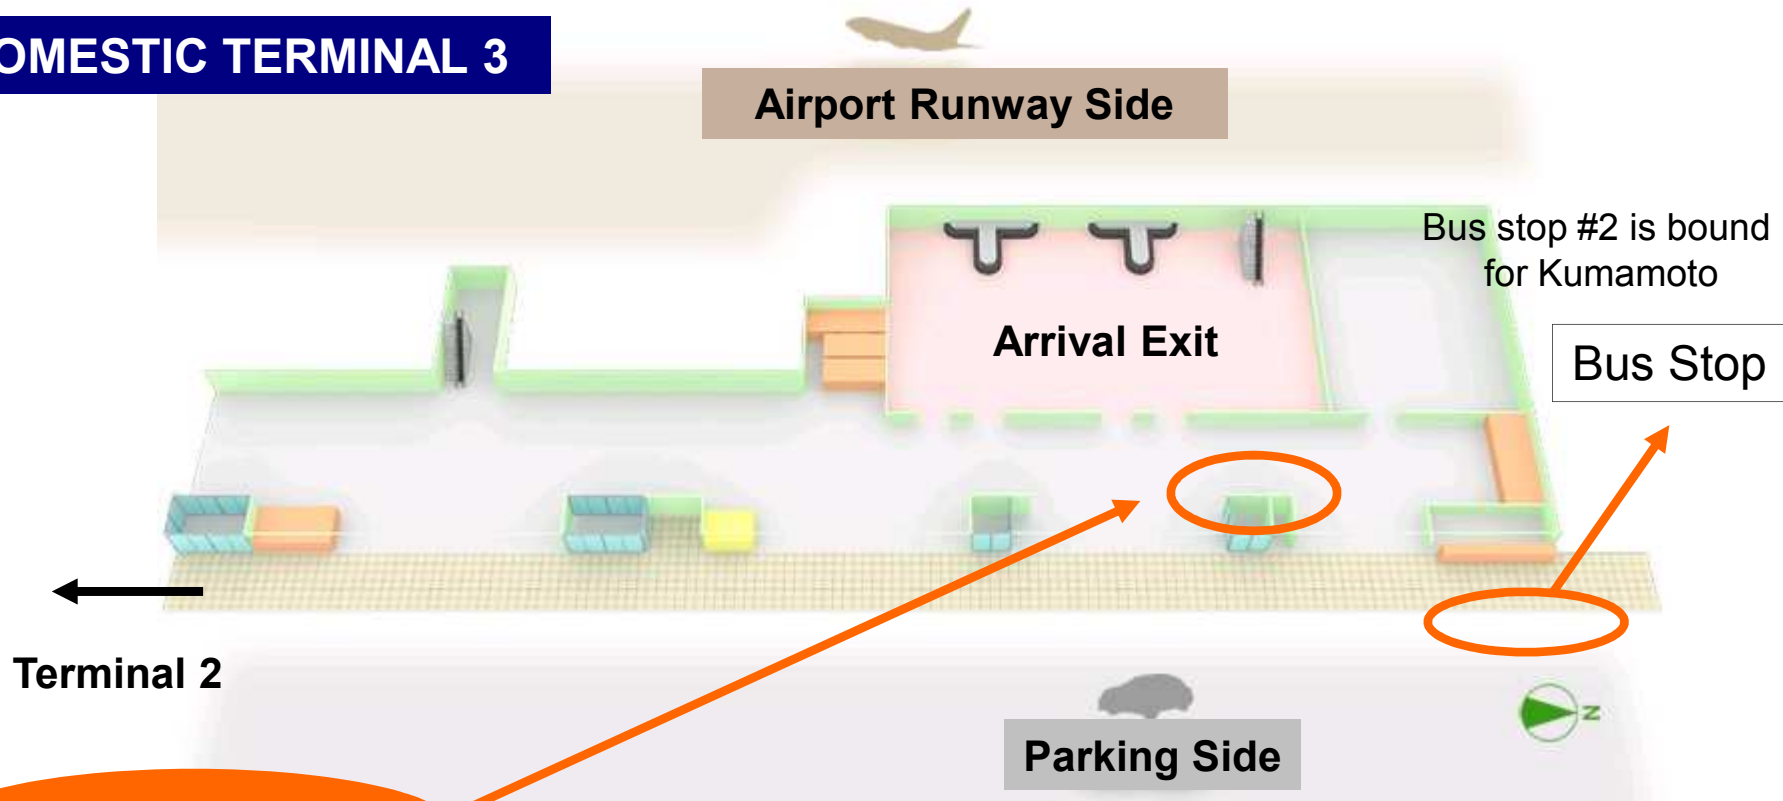 OMESTIC TERMINAL 3
Airport Runway Side
Bus stop #2 is bound
for Kumamoto
Arrival Exit
Bus Stop
Terminal 2
Parking Side
N